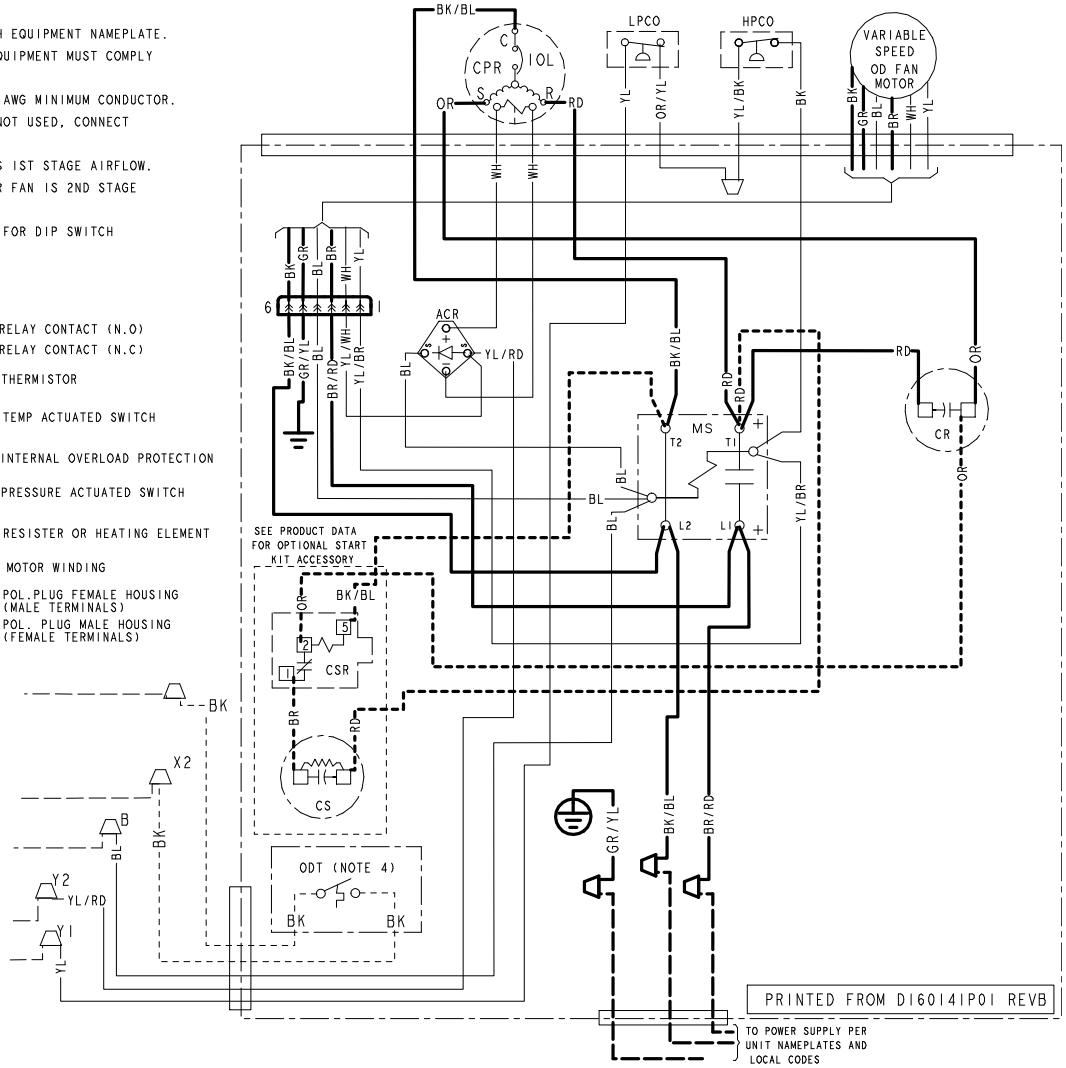 H EQUIPMENT NAMEPLATE.
QUIPMENT MUST COMPLY
AWG MINIMUM CONDUCTOR.
NOT USED, CONNECT
S 1ST STAGE AIRFLOW.
R FAN IS 2ND STAGE
FOR DIP SWITCH
RELAY CONTACT (N.O)
RELAY CONTACT (N.C)
THERMISTOR
TEMP ACTUATED SWITCH
INTERNAL OVERLOAD PROTECTION
PRESSURE ACTUATED SWITCH
RESISTER OR HEATING ELEMENT
MOTOR WINDING
POL.PLUG FEMALE HOUSING
(MALE TERMINALS)
POL. PLUG MALE HOUSING
(FEMALE TERMINALS)
BK/BL
C
CPR
IOL
S
R
OR
RD
WH
WH
LPCO
YL
OR/YL
HPCO
YL/BK
BK
VARIABLE
SPEED
OD FAN
MOTOR
BK
GR
BL
BR
WH
YL
BK
GR
BL
BR
WH
YL
6
1
BK/BL
GR/YL
BL
BR/RD
YL/WH
YL/BR
ACR
S
+
S
BL
YL/RD
BK/BL
RD
RD
RD
OR
CR
OR
MS
T2
T1
+
BL
BL
BL
L2
L1
+
YL/BR
SEE PRODUCT DATA
FOR OPTIONAL START
KIT ACCESSORY
OR
BK/BL
5
2
1
CSR
BR
RD
CS
BK
X2
BK
B
BL
Y2
YL/RD
Y1
YL
ODT (NOTE 4)
BK
BK
GR/YL
BK/BL
BR/RD
PRINTED FROM D160141P01 REVB
TO POWER SUPPLY PER
UNIT NAMEPLATES AND
LOCAL CODES